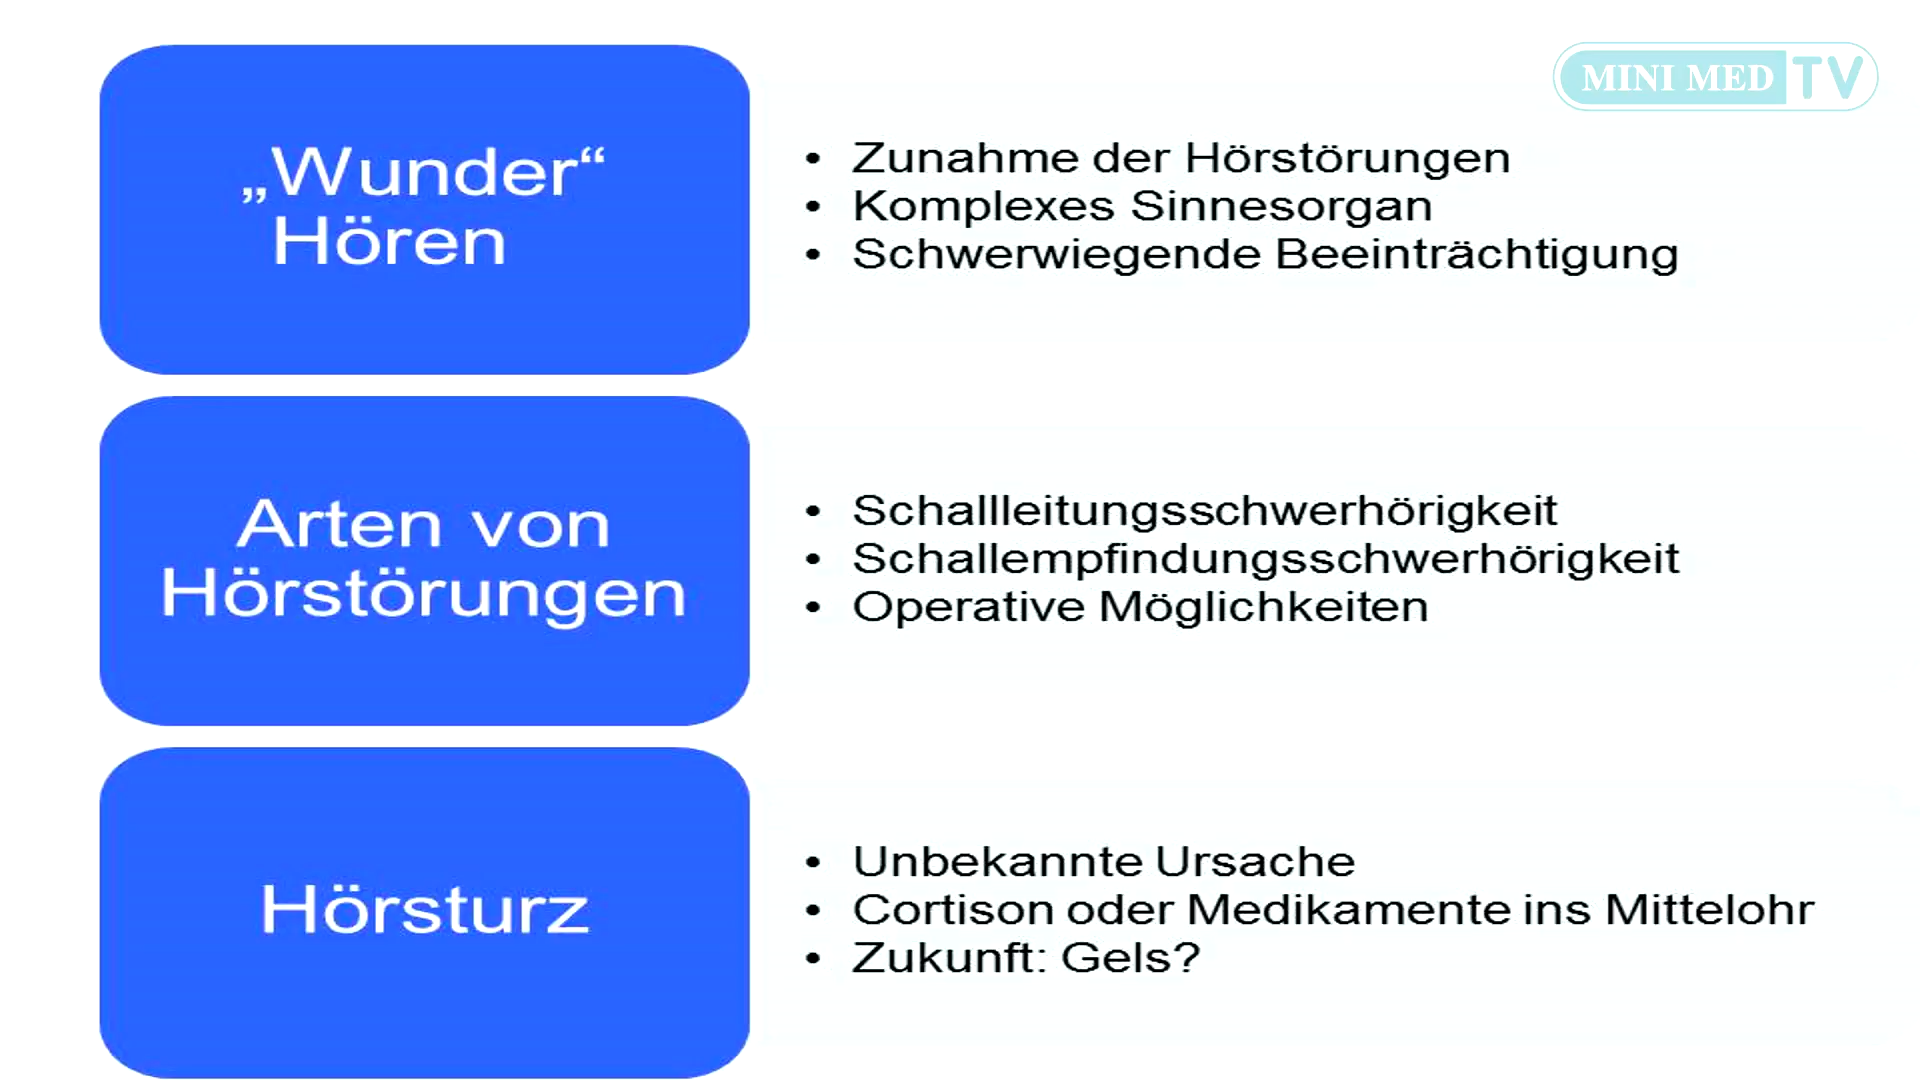 MINI MED TV
„Wunder“
Hören
• Zunahme der Hörstörungen
• Komplexes Sinnesorgan
• Schwerwiegende Beeinträchtigung
Arten von
Hörstörungen
• Schallleitungsschwerhörigkeit
• Schallempfindungsschwerhörigkeit
• Operative Möglichkeiten
Hörsturz
• Unbekannte Ursache
• Cortison oder Medikamente ins Mittelohr
• Zukunft: Gels?